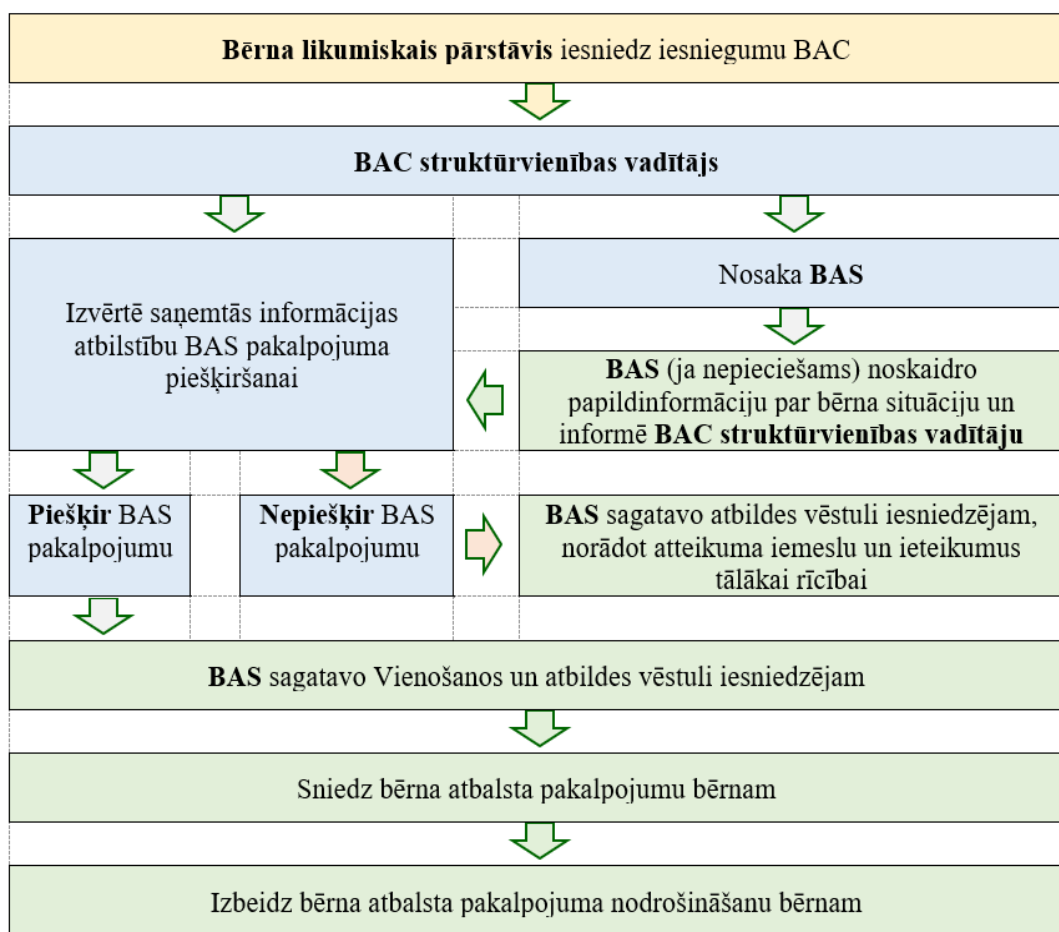 Bērna likumiskais pārstāvis iesniedz iesniegumu BAC
BAC struktūrvienības vadītājs
Izvērtē saņemtās informācijas
atbilstību BAS pakalpojuma
piešķiršanai
Nosaka BAS
BAS (ja nepieciešams) noskaidro
papildinformāciju par bērna situāciju un
informē BAC struktūrvienības vadītāju
Piešķir BAS
pakalpojumu
Nepiešķir BAS
pakalpojumu
BAS sagatavo atbildes vēstuli iesniedzējam,
norādot atteikuma iemeslu un ieteikumus
tālākai rīcībai
BAS sagatavo Vienošanos un atbildes vēstuli iesniedzējam
Sniedz bērna atbalsta pakalpojumu bērnam
Izbeidz bērna atbalsta pakalpojuma nodrošināšanu bērnam